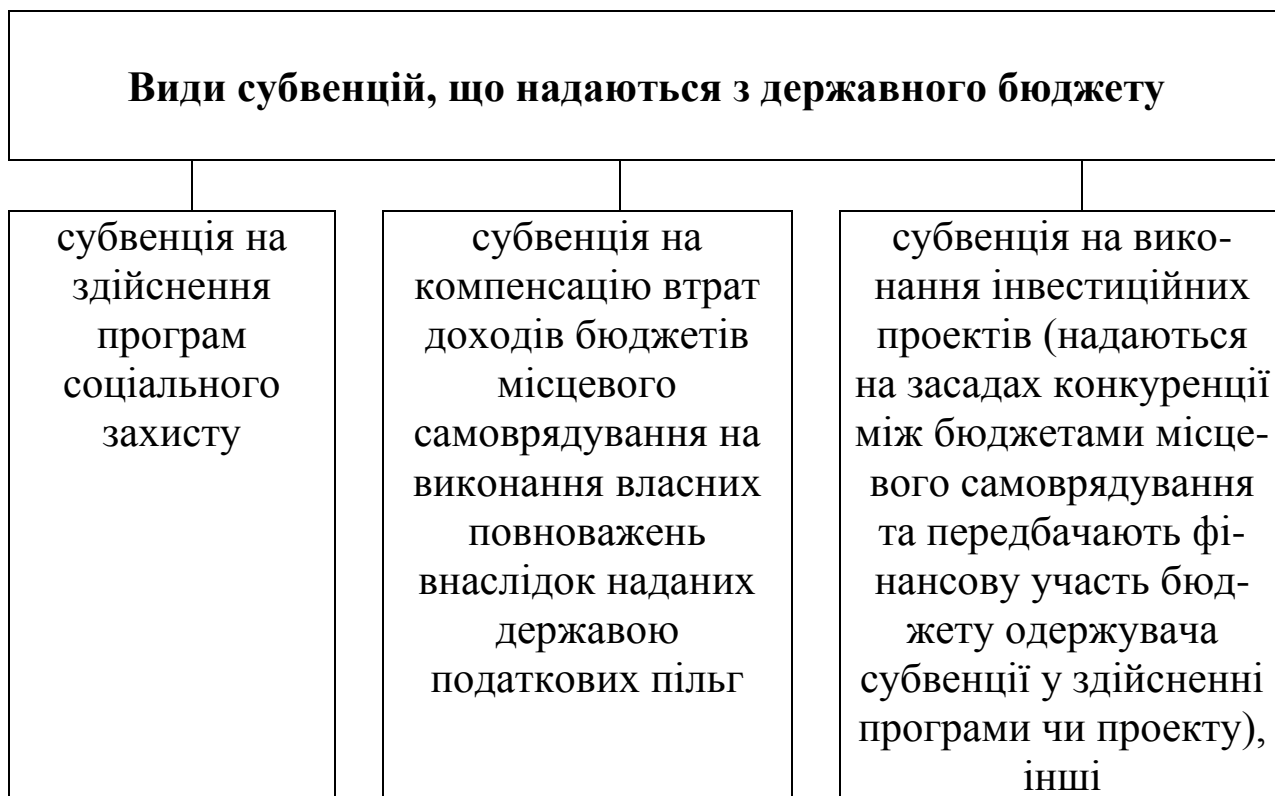 Види субвенцій, що надаються з державного бюджету
субвенція на
здійснення
програм
соціального
захисту
субвенція на
компенсацію втрат
доходів бюджетів
місцевого
самоврядування на
виконання власних
повноважень
внаслідок наданих
державою
податкових пільг
субвенція на вико-
нання інвестиційних
проектів (надаються
на засадах конкуренції
між бюджетами місце-
вого самоврядування
та передбачають фі-
нансову участь бюд-
жету одержувача
субвенції у здійсненні
програми чи проекту),
інші